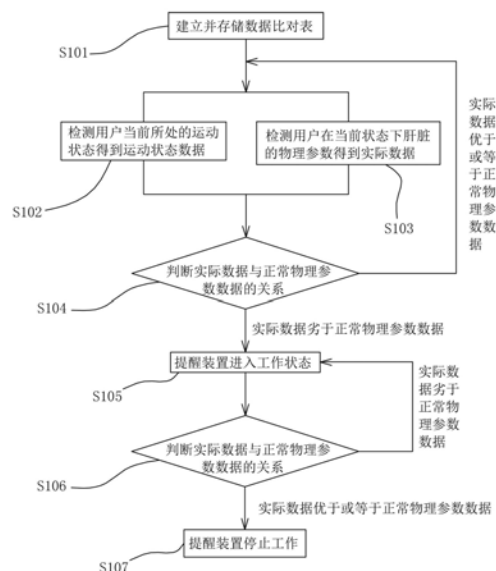 建立并存储数据比对表
S101
检测用户当前所处的运动
状态得到运动状态数据
S102
检测用户在当前状态下肝脏
的物理参数得到实际数据
S103
实际
数据
优于
或等
于正
常物
理参
数数
据
判断实际数据与正常物理参
数数据的关系
S104
实际数据劣于正常物理参数数据
提醒装置进入工作状态
S105
实际数
据劣于
正常物
理参数
数据
判断实际数据与正常物理参
数数据的关系
S106
实际数据优于或等于正常物理参数数据
提醒装置停止工作
S107